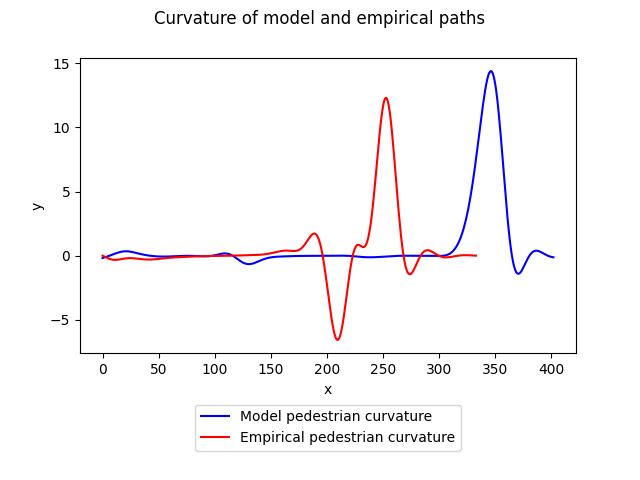 Curvature of model and empirical paths
15
10
5
0
−5
y
0 50 100 150 200 250 300 350 400
x
Model pedestrian curvature
Empirical pedestrian curvature